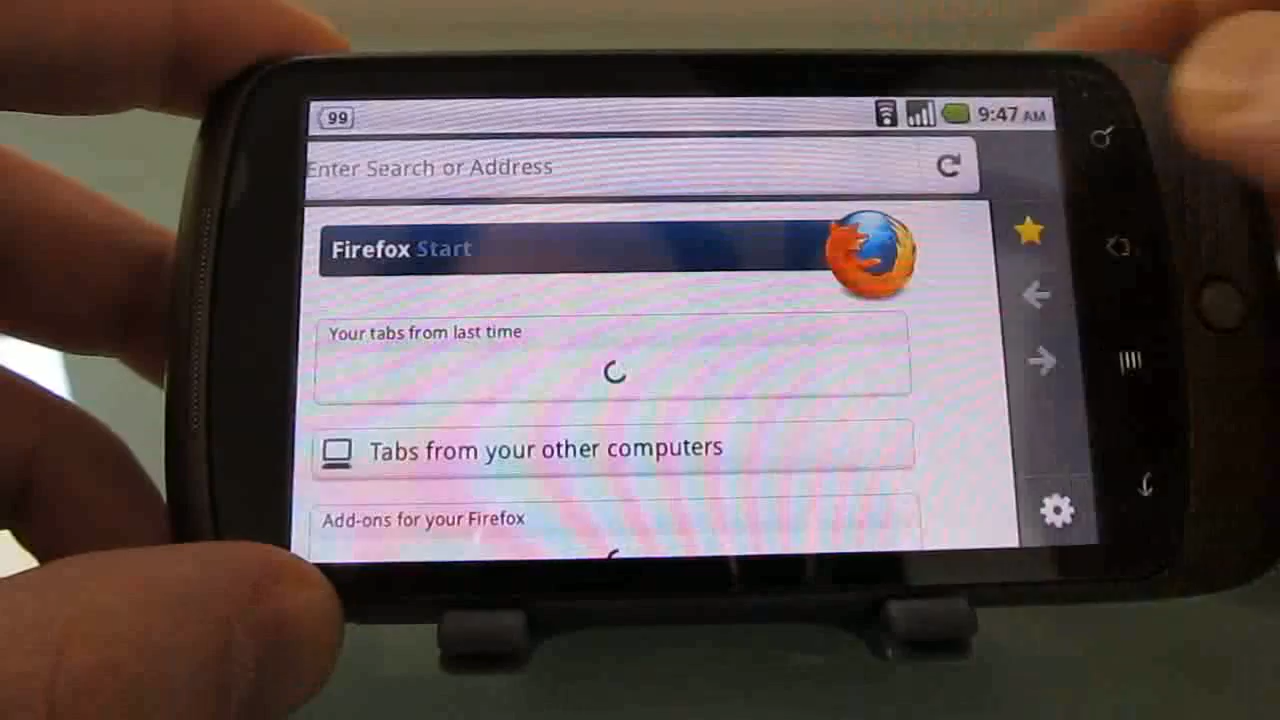 99
9:47 AM
Enter Search or Address
Firefox Start
Your tabs from last time
Tabs from your other computers
Add-ons for your Firefox